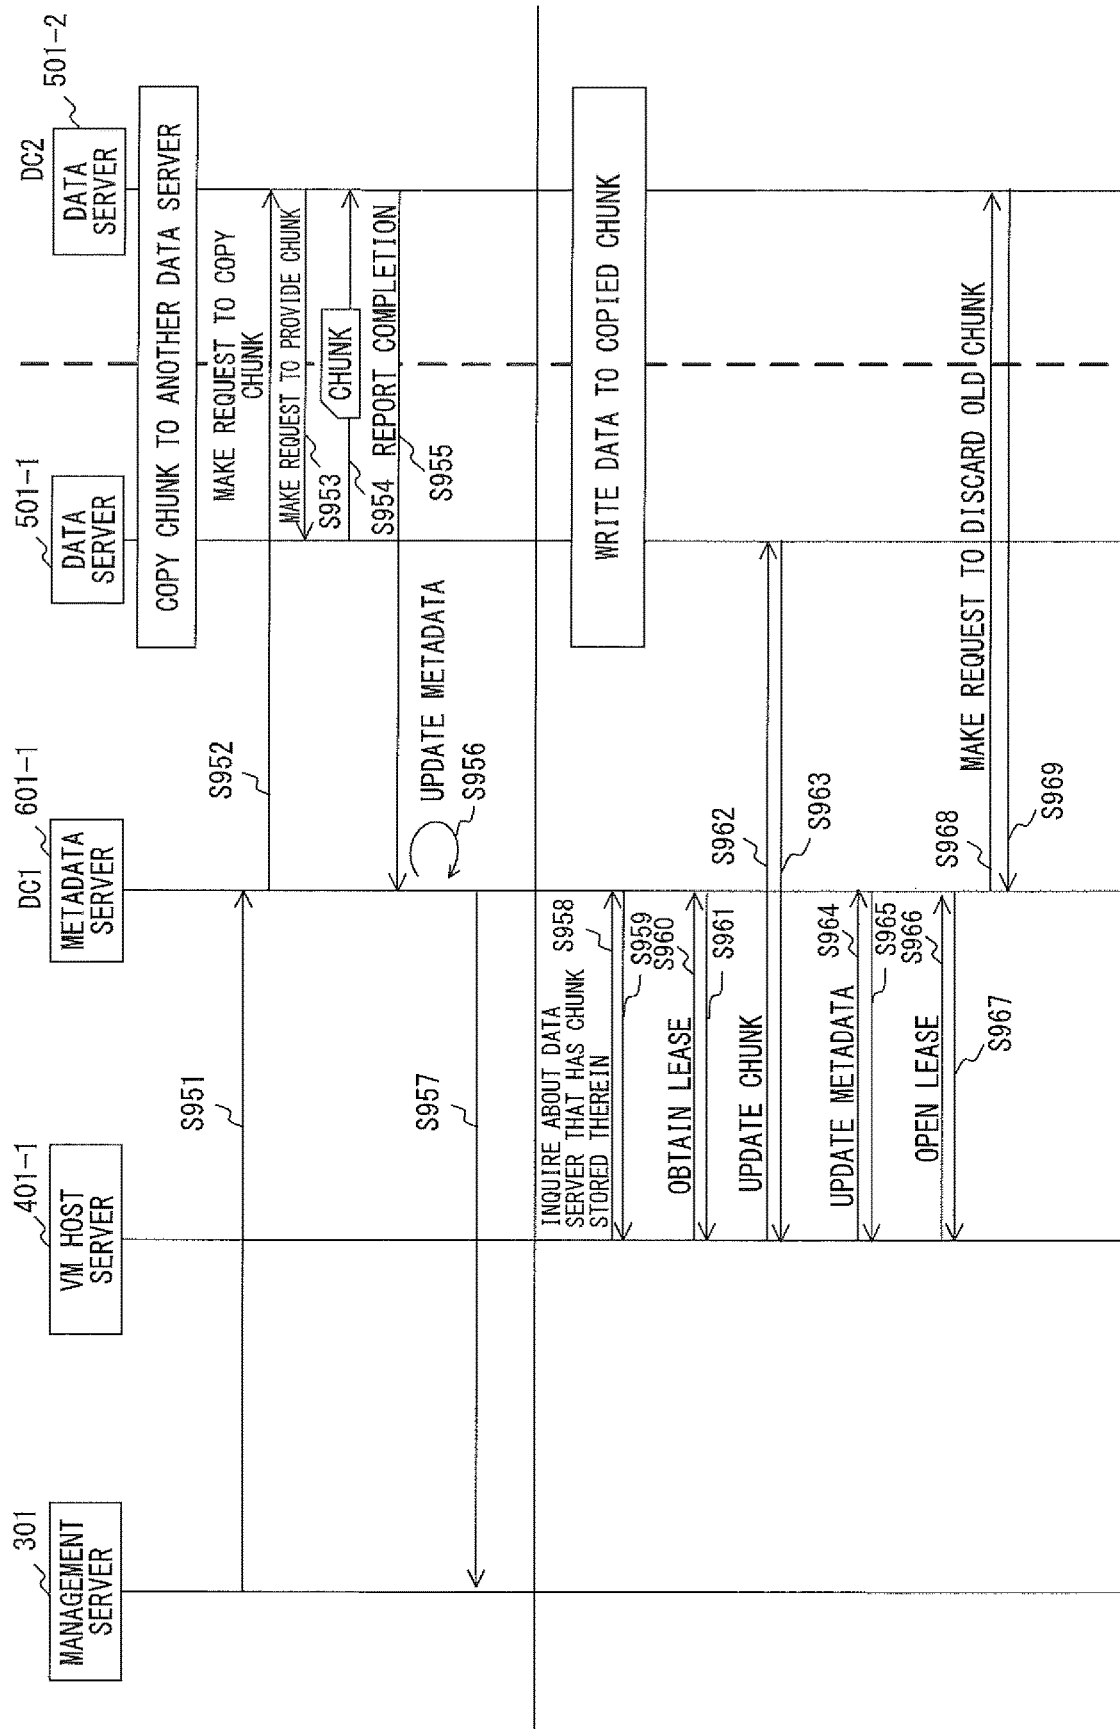 301
MANAGEMENT
SERVER
401-1
VM HOST
SERVER
DC1
601-1
METADATA
SERVER
501-1
DATA
SERVER
DC2
501-2
DATA
SERVER
COPY CHUNK TO ANOTHER DATA SERVER
S951
S952
MAKE REQUEST TO COPY
CHUNK
MAKE REQUEST TO PROVIDE CHUNK
S953
CHUNK
S954
REPORT COMPLETION
S955
UPDATE METADATA
S956
S957
WRITE DATA TO COPIED CHUNK
INQUIRE ABOUT DATA
SERVER THAT HAS CHUNK
STORED THEREIN
S958
S959
OBTAIN LEASE
S960
S961
UPDATE CHUNK
S962
S963
UPDATE METADATA
S964
S965
OPEN LEASE
S966
S967
MAKE REQUEST TO DISCARD OLD CHUNK
S968
S969